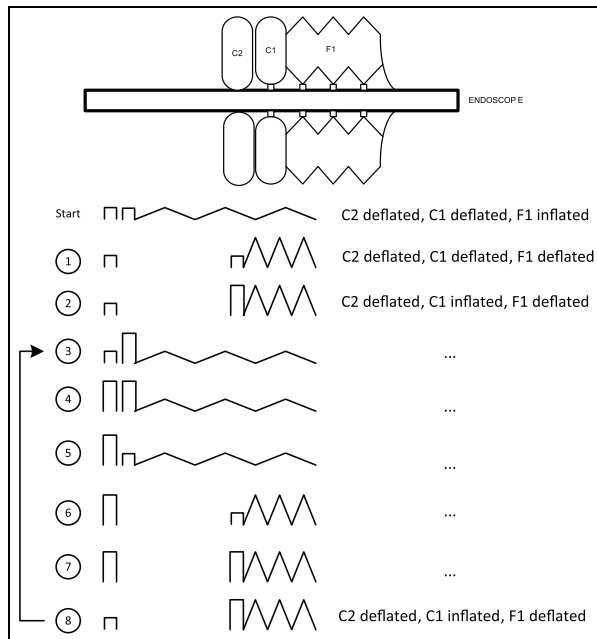 C2 C1 F1
ENDOSCOPE
Start C2 deflated, C1 deflated, F1 inflated
1 C2 deflated, C1 deflated, F1 deflated
2 C2 deflated, C1 inflated, F1 deflated
3 ...
4 ...
5 ...
6 ...
7 ...
8 C2 deflated, C1 inflated, F1 deflated